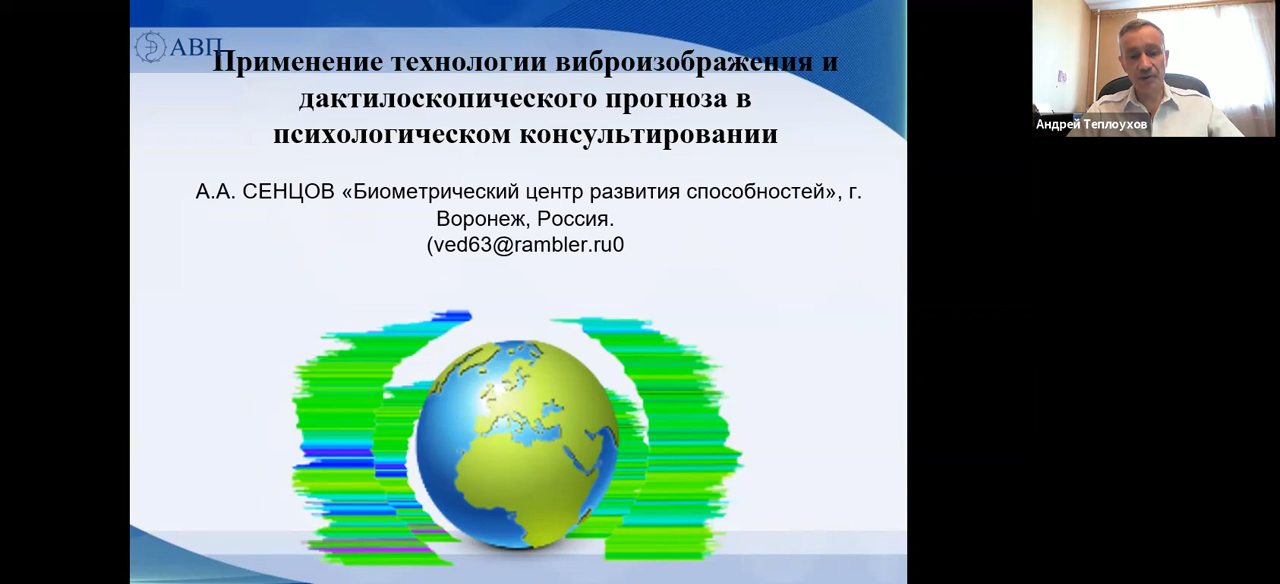 АВП
Применение технологии виброизображения и
дактилоскопического прогноза в
психологическом консультировании
А.А. СЕНЦОВ «Биометрический центр развития способностей», г.
Воронеж, Россия.
(ved63@rambler.ru0
Андрей Теплоухов